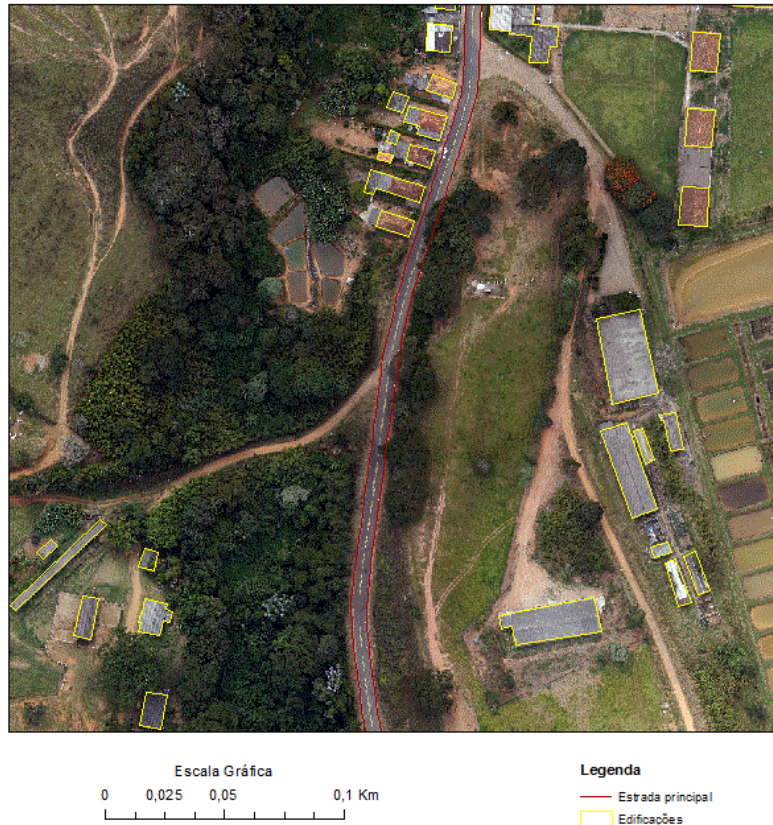 Escala Gráfica
0 0,025 0,05 0,1 Km
Legenda
Estrada principal
Edificações